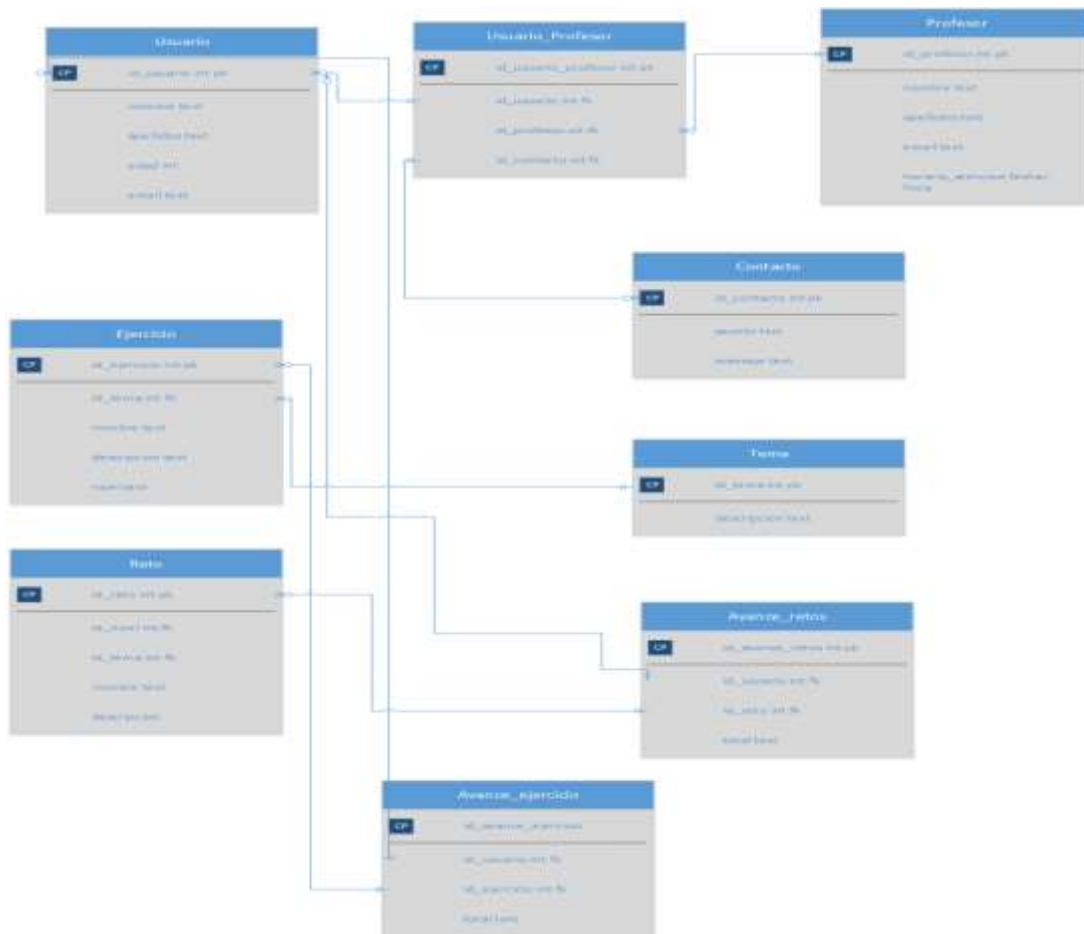 Usuario
CP id_usuario int pk
nombre text
apellidos text
edad int
email text
Usuario_Profesor
CP id_usuario_profesor int pk
id_usuario int fk
id_profesor int fk
id_contacto int fk
Profesor
CP id_profesor int pk
nombre text
apellidos text
email text
horario_atencion
Contacto
CP id_contacto int pk
asunto text
mensaje text
Ejercicio
CP id_ejercicio int pk
id_tema int fk
nombre text
descripcion text
Tema
CP id_tema int pk
descripcion text
Reto
CP id_reto int pk
id_nivel int fk
id_tema int fk
nombre text
Avance_retos
CP id_avance_retos int pk
id_usuario int fk
id_reto int fk
Avance_ejercicio
CP id_avance_ejercicio
id_usuario int fk
id_ejercicio int fk